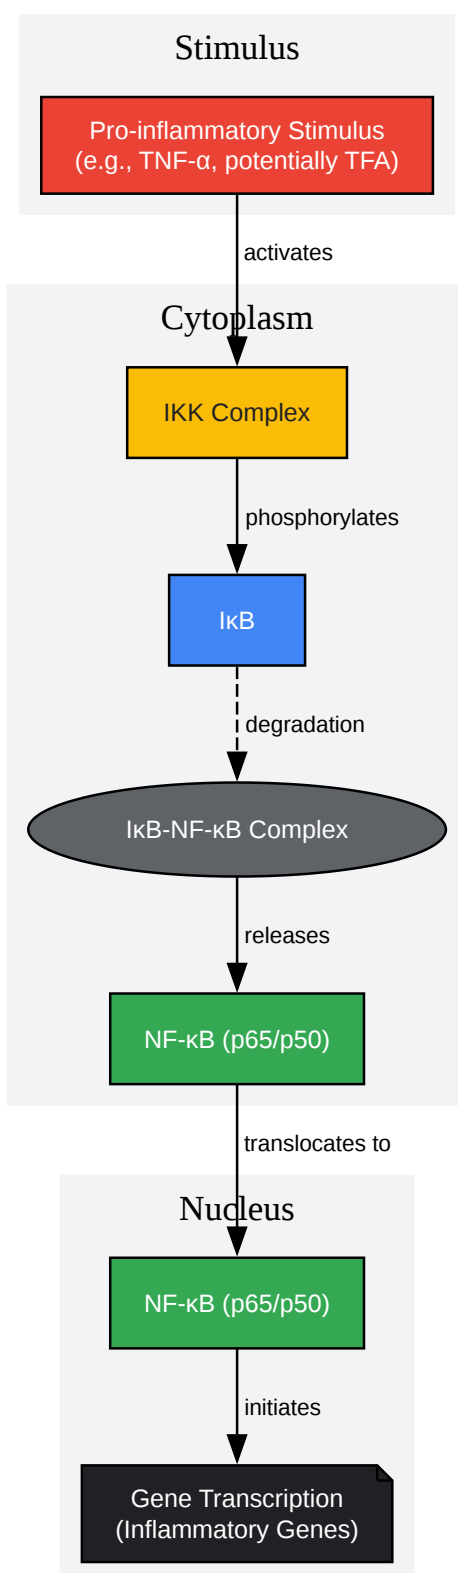 Stimulus
Pro-inflammatory Stimulus
(e.g., TNF-α, potentially TFA)
activates
Cytoplasm
IKK Complex
phosphorylates
IκB
degradation
IκB-NF-κB Complex
releases
NF-κB (p65/p50)
translocates to
Nucleus
NF-κB (p65/p50)
initiates
Gene Transcription
(Inflammatory Genes)